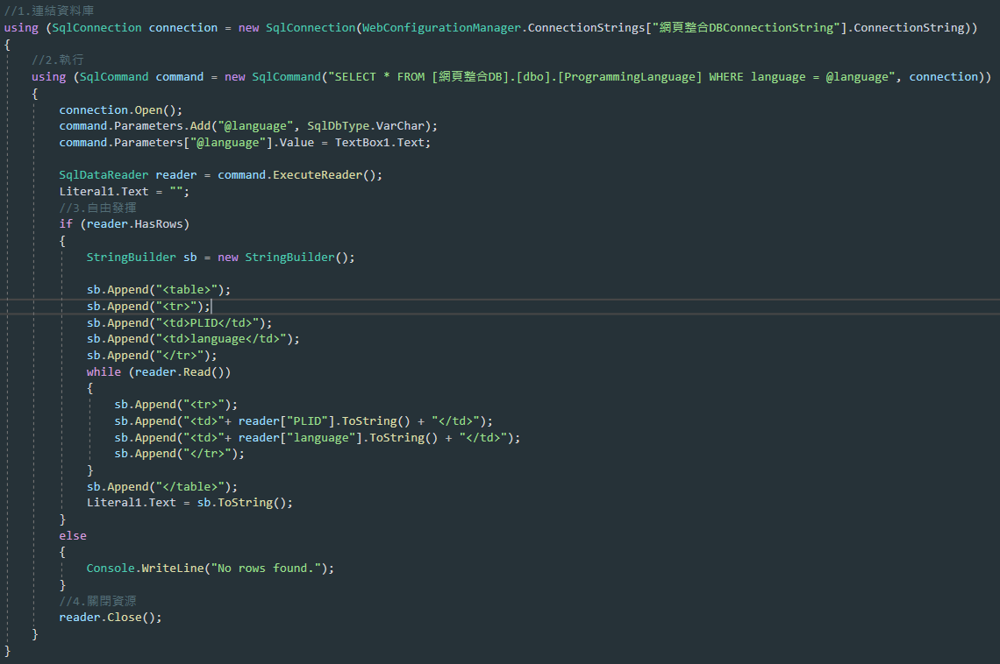 //1.連結資料庫
using (SqlConnection connection = new SqlConnection(WebConfigurationManager.ConnectionStrings["網頁整合DBConnectionString"].ConnectionString))
{
    //2.執行
    using (SqlCommand command = new SqlCommand("SELECT * FROM [網頁整合DB].[dbo].[ProgrammingLanguage] WHERE language = @language", connection))
    {
        connection.Open();
        command.Parameters.Add("@language", SqlDbType.VarChar);
        command.Parameters["@language"].Value = TextBox1.Text;

        SqlDataReader reader = command.ExecuteReader();
        Literal1.Text = "";
        //3.自由發揮
        if (reader.HasRows)
        {
            StringBuilder sb = new StringBuilder();

            sb.Append("<table>");
            sb.Append("<tr>");
            sb.Append("<td>PLID</td>");
            sb.Append("<td>language</td>");
            sb.Append("</tr>");
            while (reader.Read())
            {
                sb.Append("<tr>");
                sb.Append("<td>"+ reader["PLID"].ToString() + "</td>");
                sb.Append("<td>"+ reader["language"].ToString() + "</td>");
                sb.Append("</tr>");
            }
            sb.Append("</table>");
            Literal1.Text = sb.ToString();
        }
        else
        {
            Console.WriteLine("No rows found.");
        }
        //4.關閉資源
        reader.Close();
    }
}